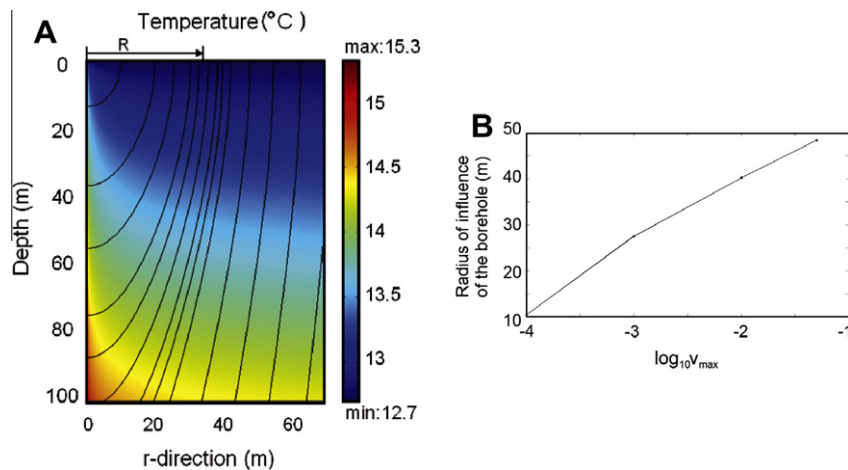 A
Temperature(°C)
R
max:15.3
15
14.5
14
13.5
13
min:12.7
0
20
40
60
80
100
Depth (m)
0 20 40 60
r-direction (m)
B
50
40
30
20
10
Radius of influence
of the borehole (m)
-4 -3 -2 -1
log10vmax